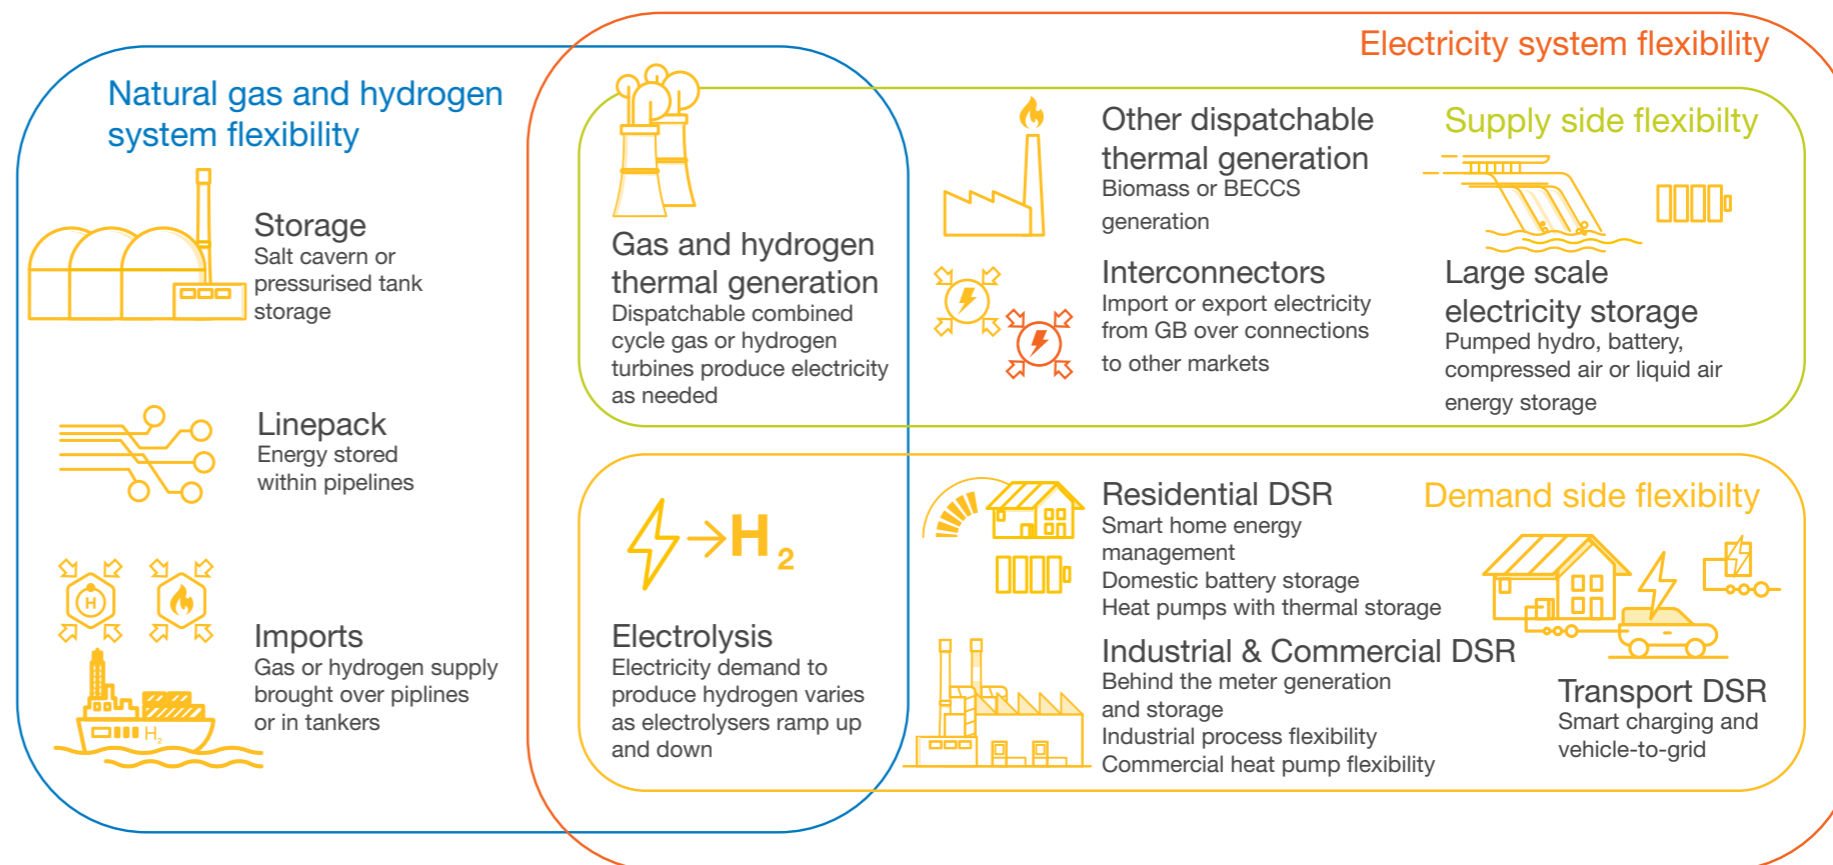 Electricity system flexibility
Natural gas and hydrogen
system flexibility
Storage
Salt cavern or
pressurised tank
storage
Linepack
Energy stored
within pipelines
H
Imports
Gas or hydrogen supply
brought over piplines
or in tankers
H₂
Gas and hydrogen
thermal generation
Dispatchable combined
cycle gas or hydrogen
turbines produce electricity
as needed
Other dispatchable
thermal generation
Biomass or BECCS
generation
Interconnectors
Import or export electricity
from GB over connections
to other markets
Supply side flexibilty
Large scale
electricity storage
Pumped hydro, battery,
compressed air or liquid air
energy storage
H₂
Electrolysis
Electricity demand to
produce hydrogen varies
as electrolysers ramp up
and down
Residential DSR
Smart home energy
management
Domestic battery storage
Heat pumps with thermal storage
Industrial & Commercial DSR
Behind the meter generation
and storage
Industrial process flexibility
Commercial heat pump flexibility
Demand side flexibilty
Transport DSR
Smart charging and
vehicle-to-grid